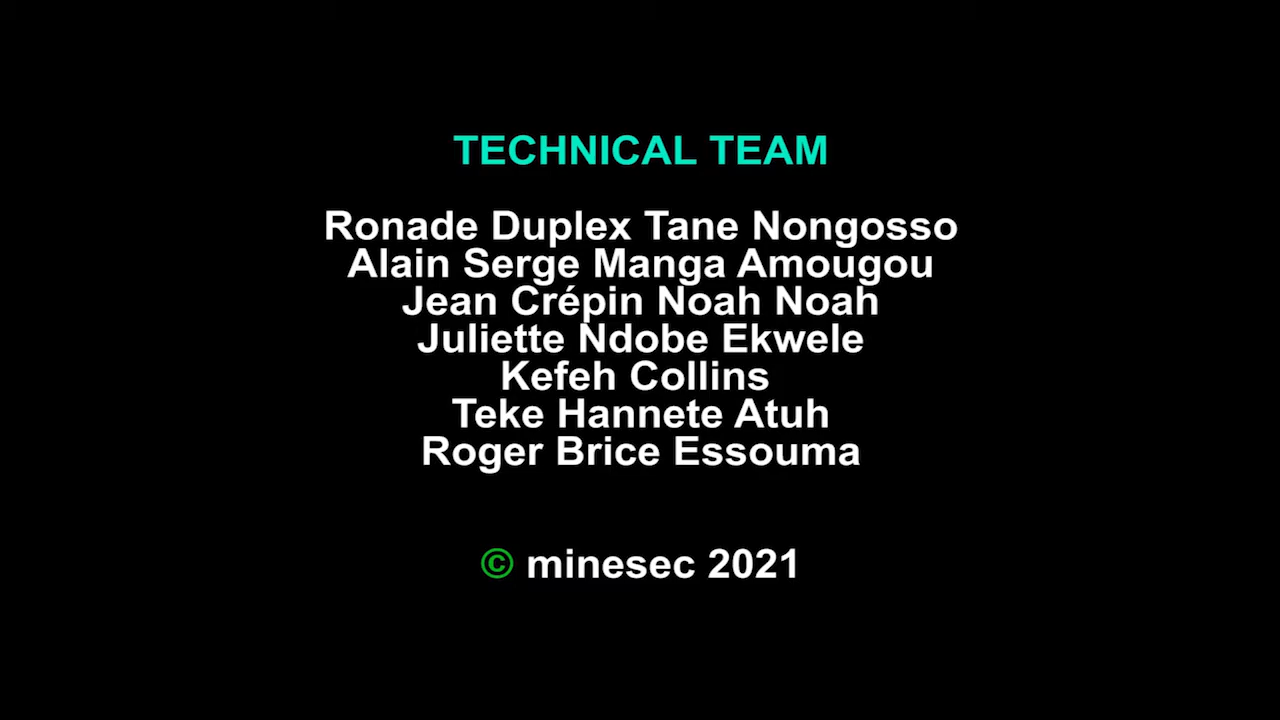 TECHNICAL TEAM
Ronade Duplex Tane Nongosso
Alain Serge Manga Amougou
Jean Crépin Noah Noah
Juliette Ndobe Ekwele
Kefeh Collins
Teke Hannete Atuh
Roger Brice Essouma
© minesec 2021